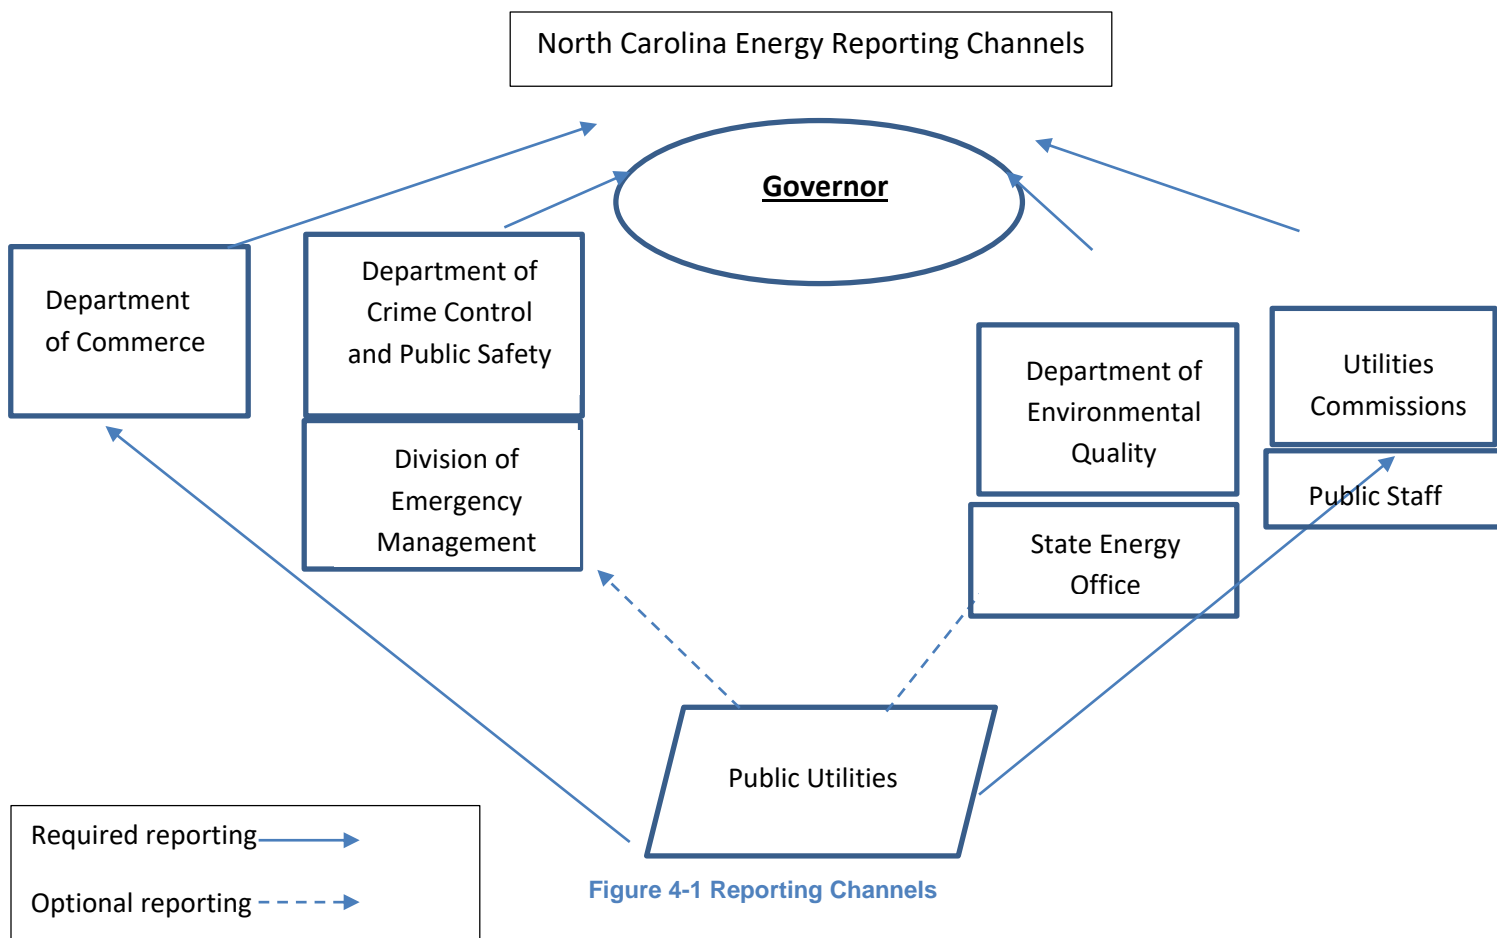 North Carolina Energy Reporting Channels
Governor
Department
of Commerce
Department of
Crime Control
and Public Safety
Division of
Emergency
Management
Department of
Environmental
Quality
State Energy
Office
Utilities
Commissions
Public Staff
Public Utilities
Required reporting
Optional reporting
Figure 4-1 Reporting Channels